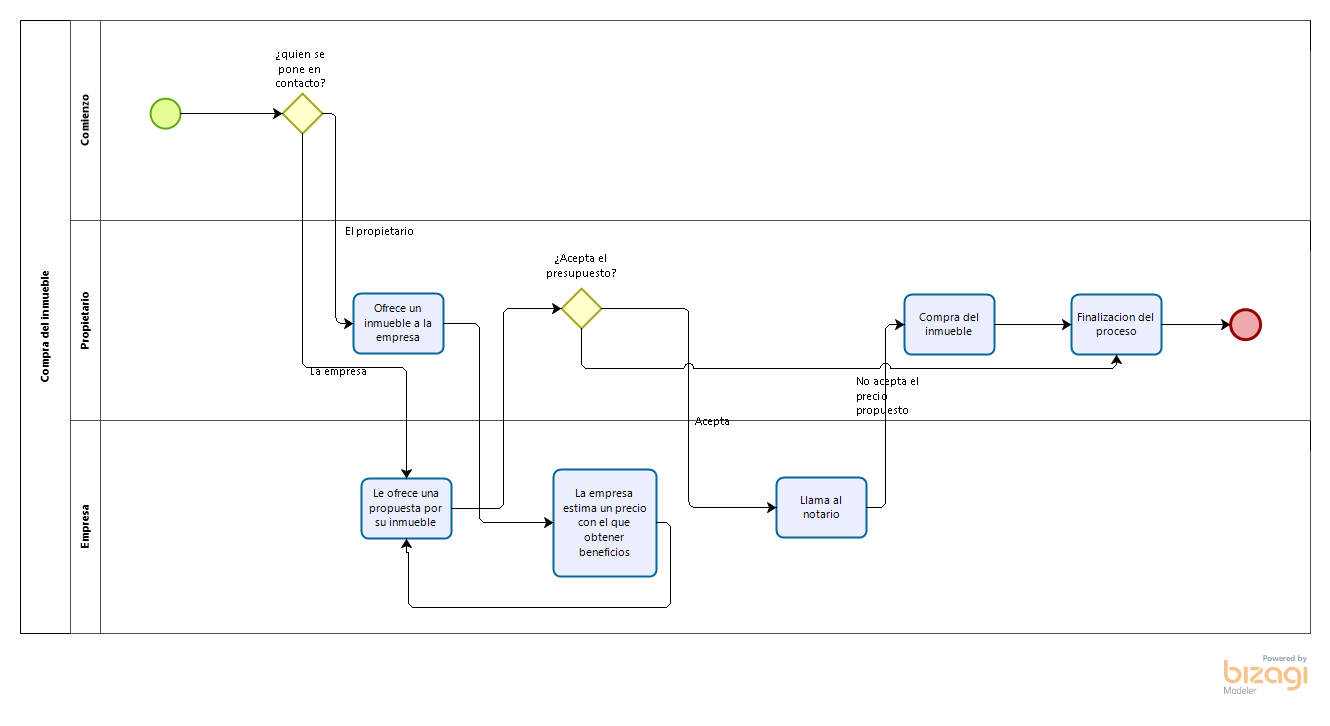 Compra del inmueble
Comienzo
¿quien se
pone en
contacto?
Propietario
El propietario
Ofrece un
inmueble a la
empresa
La empresa
¿Acepta el
presupuesto?
Compra del
inmueble
Finalizacion del
proceso
No acepta el
precio
propuesto
Acepta
Empresa
Le ofrece una
propuesta por
su inmueble
La empresa
estima un precio
con el que
obtener
beneficios
Llama al
notario
Powered by
bizagi
Modeler